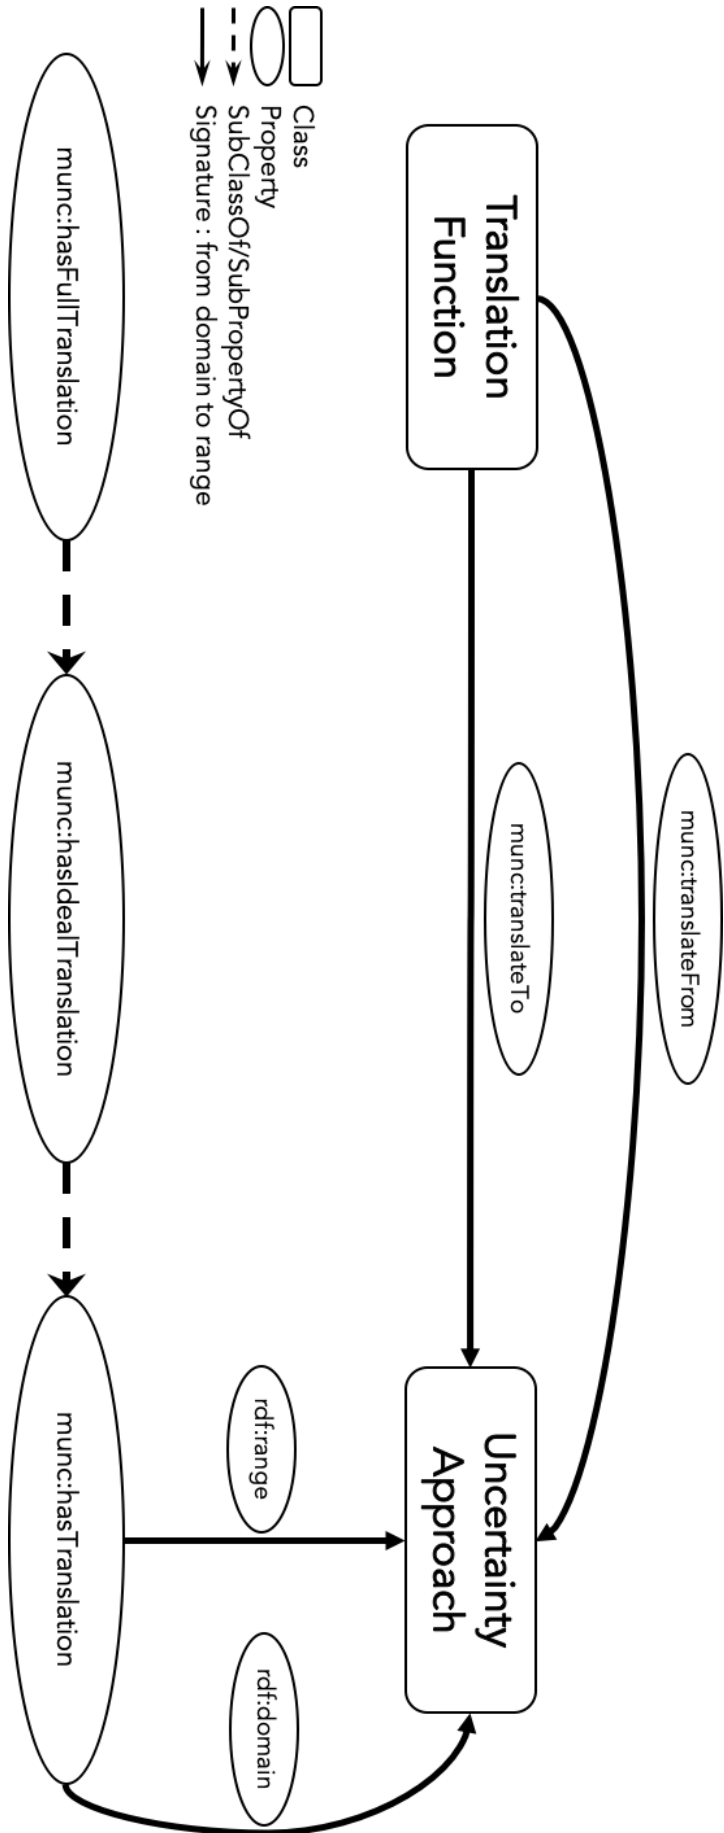 munc:translateFrom
munc:translateTo
Translation
Function
Uncertainty
Approach
Class
Property
SubClassOf/SubPropertyOf
Signature : from domain to range
rdf:range
rdf:domain
munc:hasFullTranslation
munc:hasIdealTranslation
munc:hasTranslation